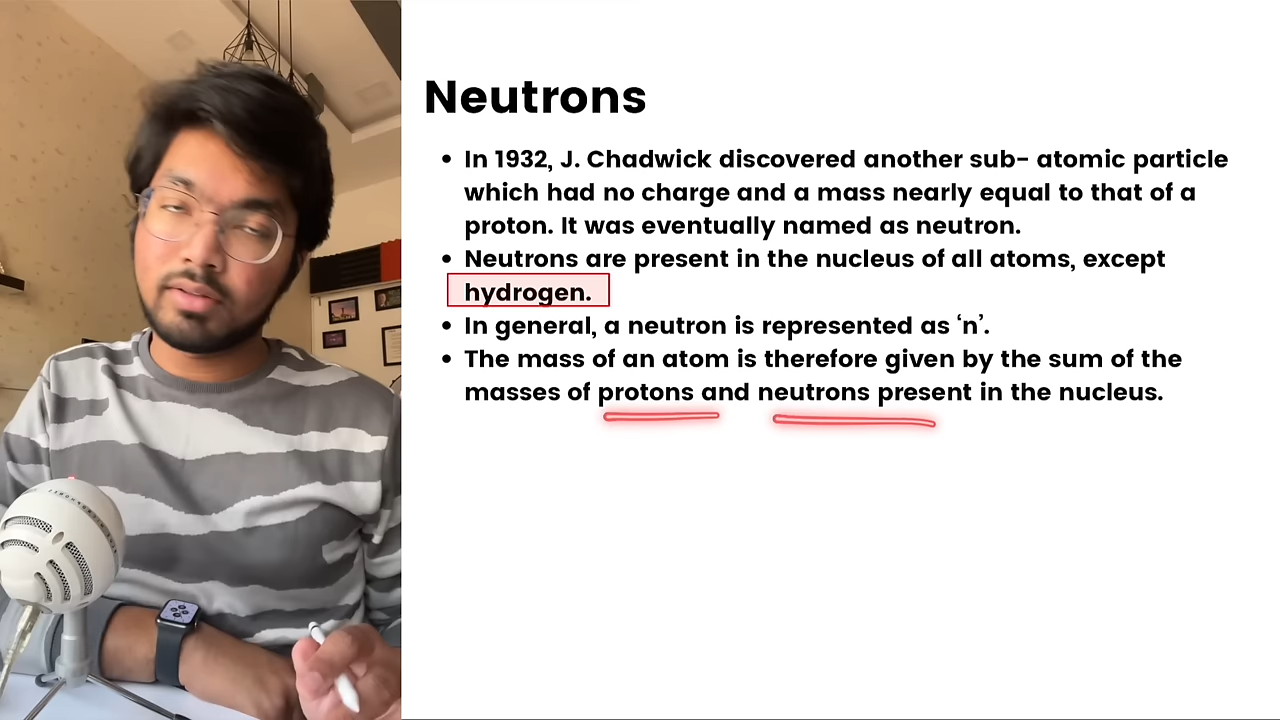 Neutrons
• In 1932, J. Chadwick discovered another sub- atomic particle
which had no charge and a mass nearly equal to that of a
proton. It was eventually named as neutron.
• Neutrons are present in the nucleus of all atoms, except
hydrogen.
• In general, a neutron is represented as ‘n’.
• The mass of an atom is therefore given by the sum of the
masses of protons and neutrons present in the nucleus.